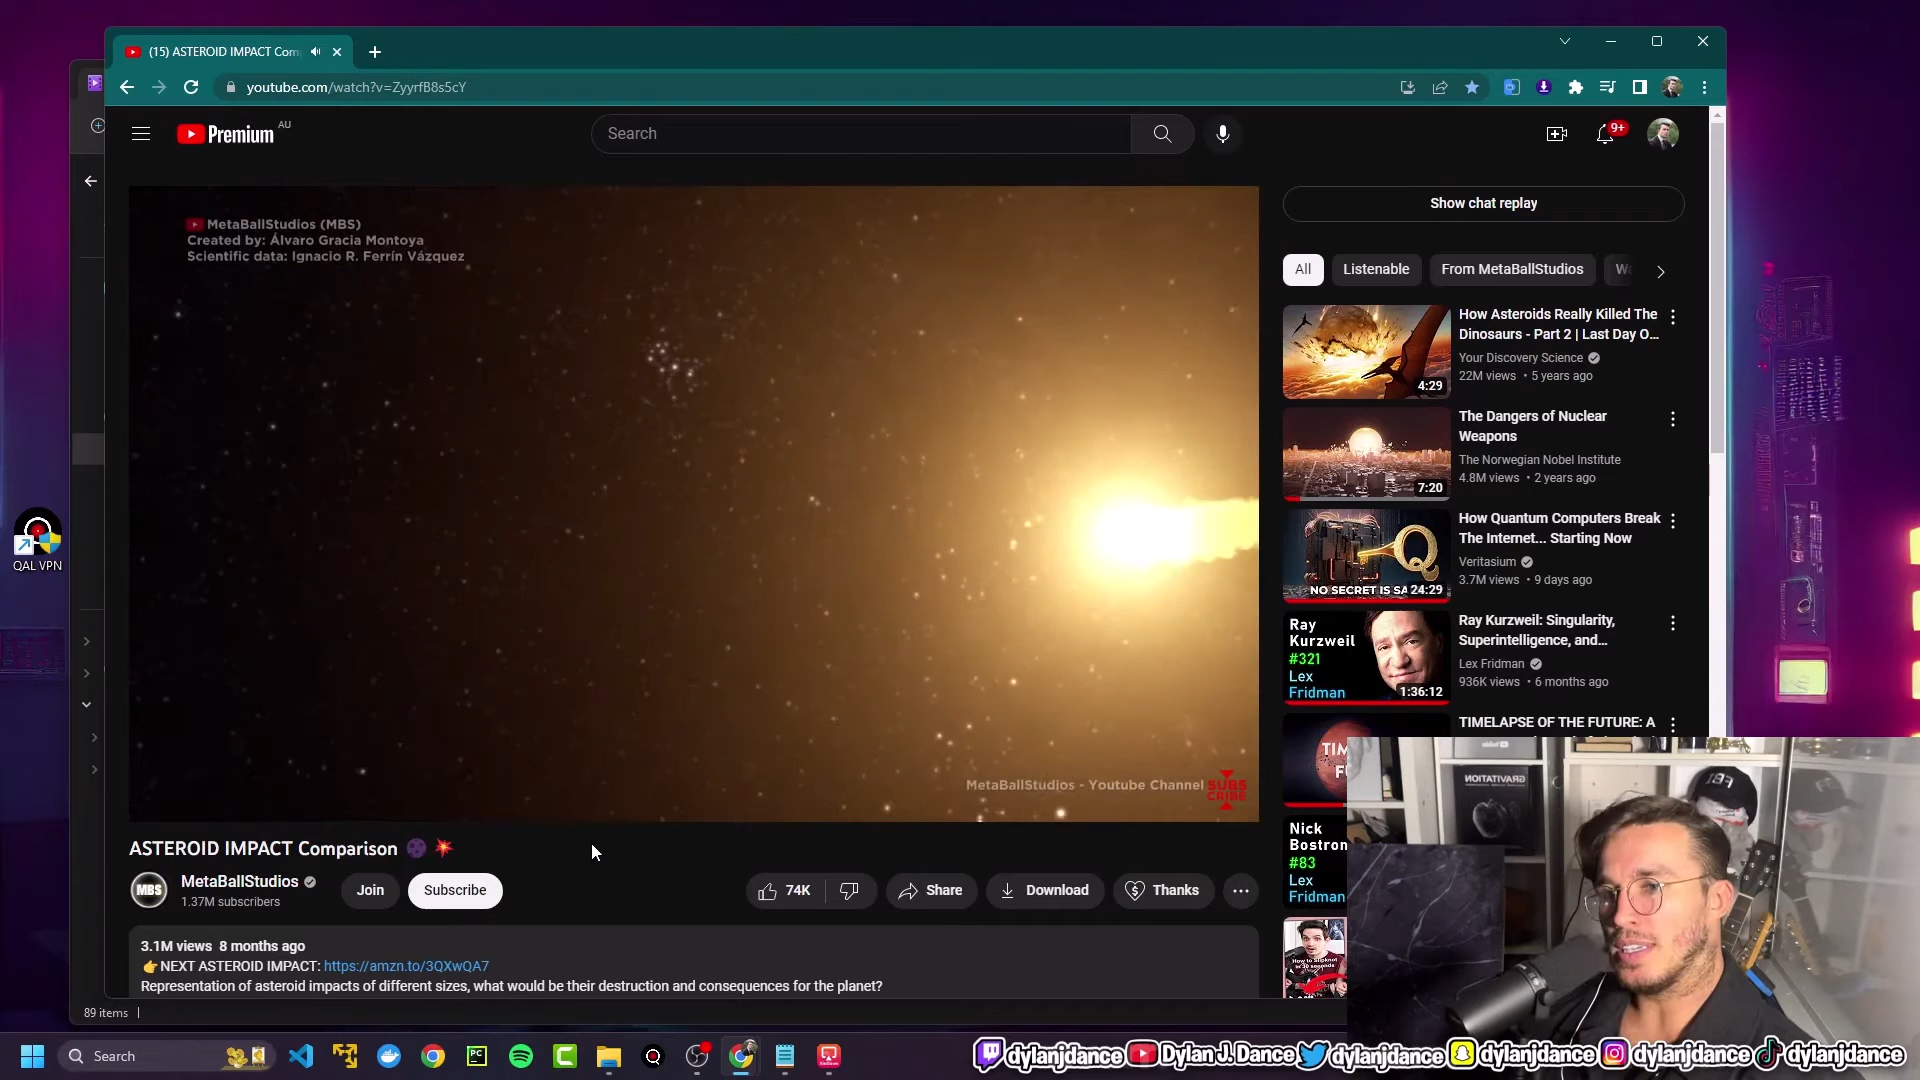 (15) ASTEROID IMPACT Com
youtube.com/watch?v=ZyyrfB8s5cY
Premium AU
Search
9+
MetaBallStudios (MBS)
Created by: Álvaro Gracia Montoya
Scientific data: Ignacio R. Ferrín Vázquez
MetaBallStudios - Youtube Channel
SUBS
CRIBE
Show chat replay
All
Listenable
From MetaBallStudios
How Asteroids Really Killed The
Dinosaurs - Part 2 | Last Day O...
Your Discovery Science
22M views • 5 years ago
4:29
The Dangers of Nuclear
Weapons
The Norwegian Nobel Institute
4.8M views • 2 years ago
7:20
How Quantum Computers Break
The Internet... Starting Now
Veritasium
3.7M views • 9 days ago
NO SECRET IS SA
24:29
Ray Kurzweil: Singularity,
Superintelligence, and...
Lex Fridman
936K views • 6 months ago
Ray
Kurzweil
#321
Lex
Fridman
1:36:12
TIMELAPSE OF THE FUTURE: A
Nick
Bostrom
#83
Lex
Fridman
QAL VPN
ASTEROID IMPACT Comparison
MBS
MetaBallStudios
1.37M subscribers
Join
Subscribe
74K
Share
Download
Thanks
3.1M views 8 months ago
NEXT ASTEROID IMPACT: https://amzn.to/3QXwQA7
Representation of asteroid impacts of different sizes, what would be their destruction and consequences for the planet?
89 items
GRAVITATION
FBI
Search
PC
dylanjdance
Dylan J. Dance
dylanjdance
dylanjdance
dylanjdance
dylanjdance